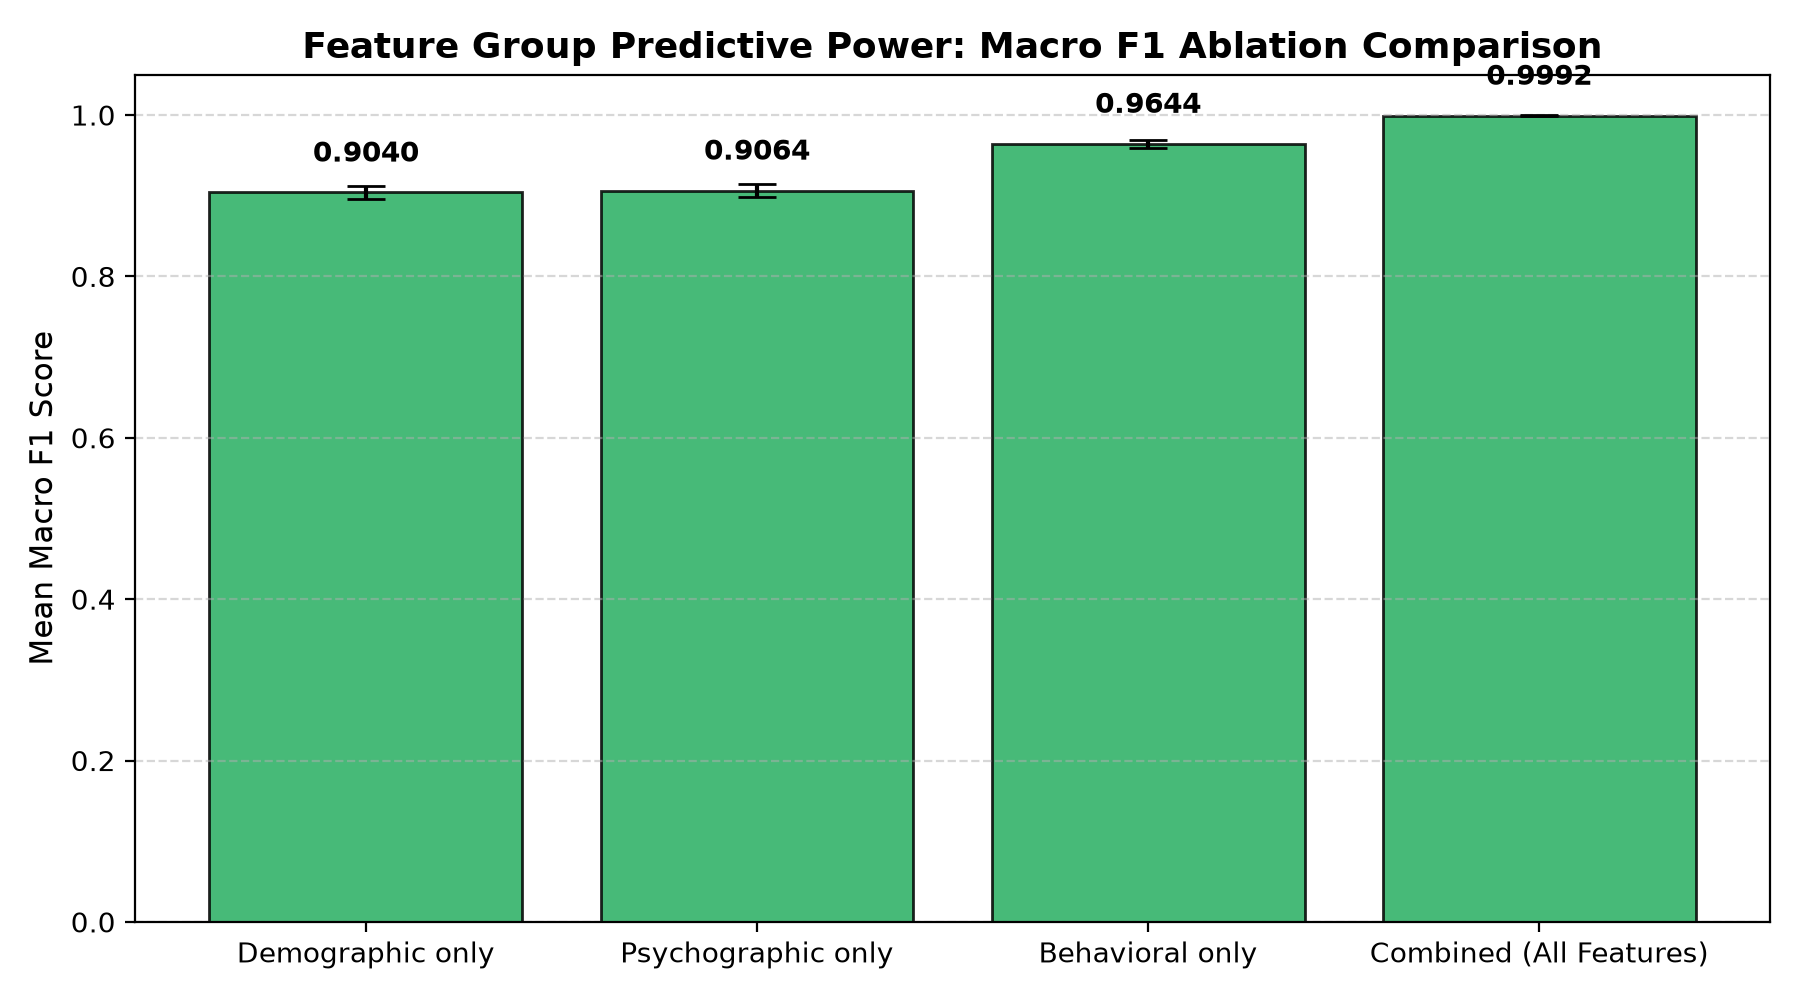 Feature Group Predictive Power: Macro F1 Ablation Comparison
0.9992
0.9644
0.9064
0.9040
1.0
0.8
0.6
0.4
0.2
0.0
Mean Macro F1 Score
Demographic only
Psychographic only
Behavioral only
Combined (All Features)